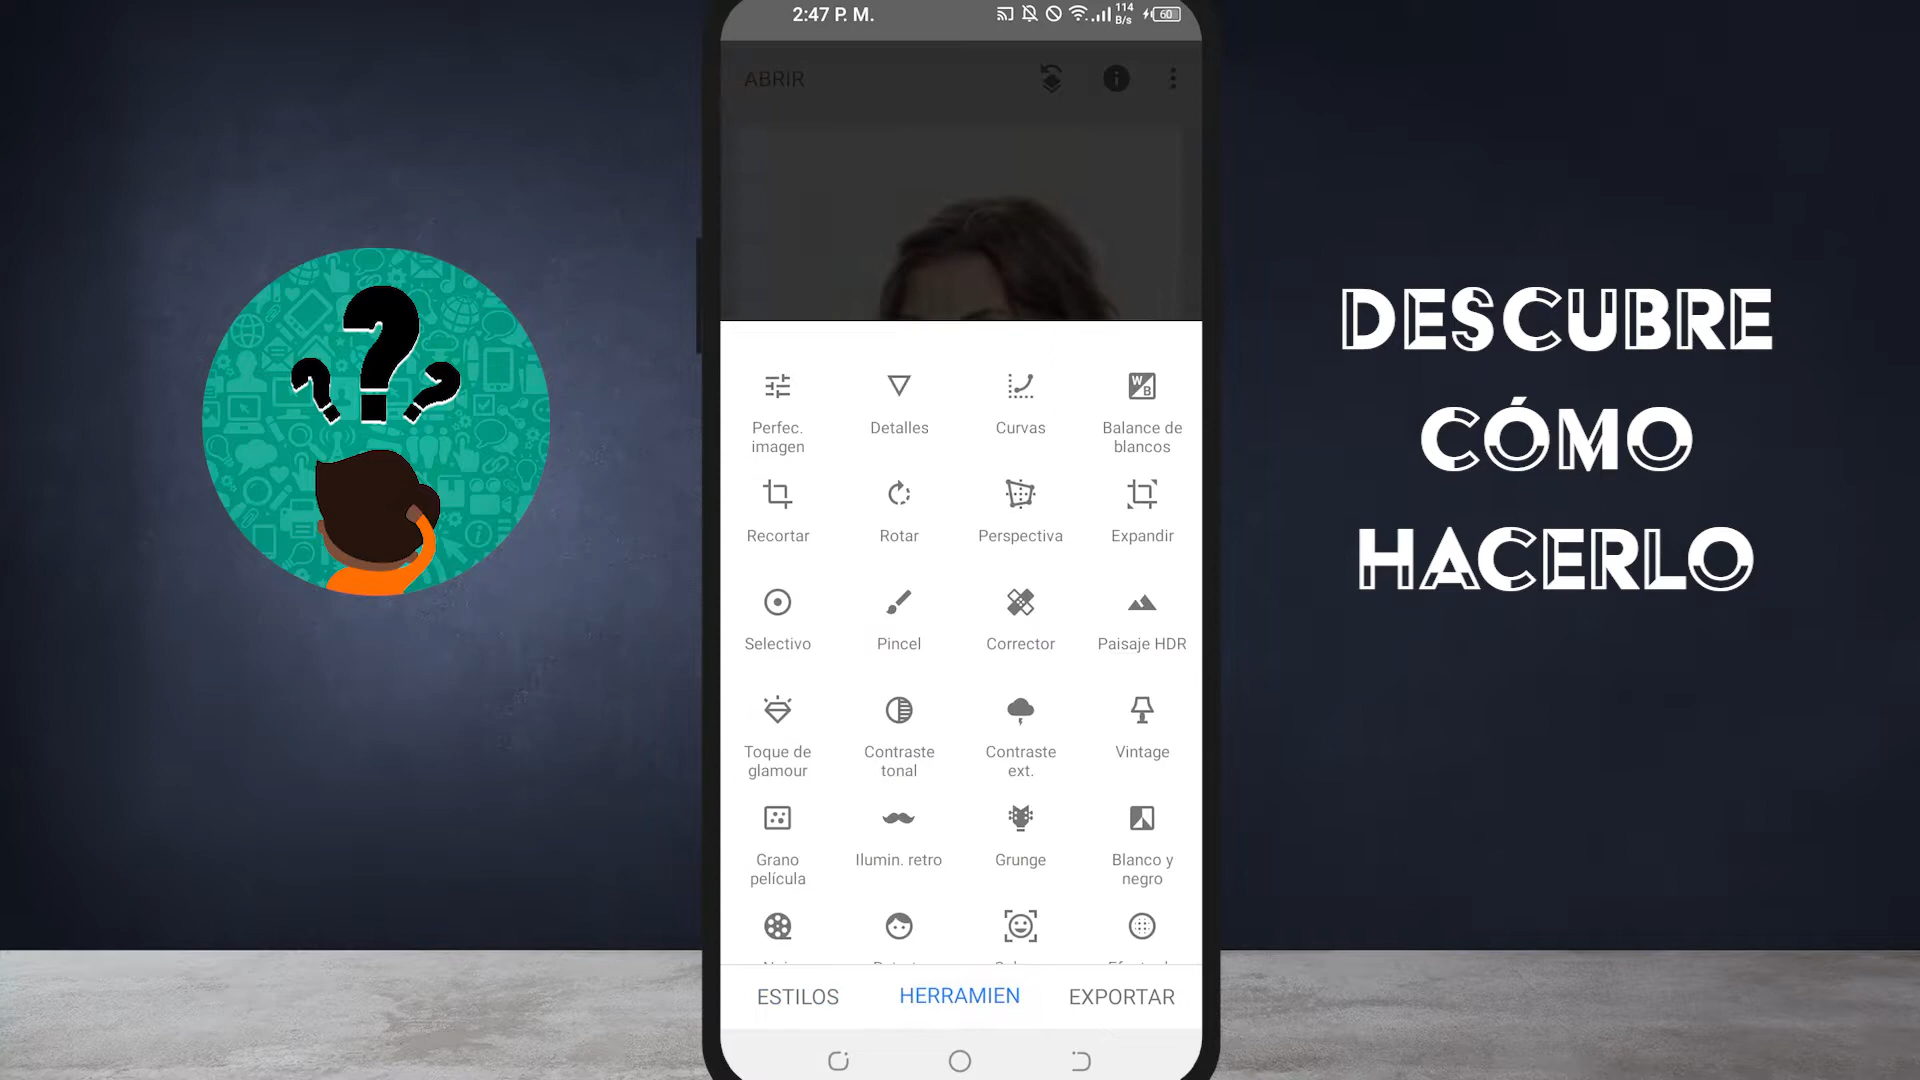 2:47 P. M.
114
B/s
60
ABRIR
Perfec.
imagen
Detalles
Curvas
W
B
Balance de
blancos
Recortar
Rotar
Perspectiva
Expandir
Selectivo
Pincel
Corrector
Paisaje HDR
Toque de
glamour
Contraste
tonal
Contraste
ext.
Vintage
Grano
película
Ilumin. retro
Grunge
Blanco y
negro
ESTILOS
HERRAMIEN
EXPORTAR
DESCUBRE
CÓMO
HACERLO